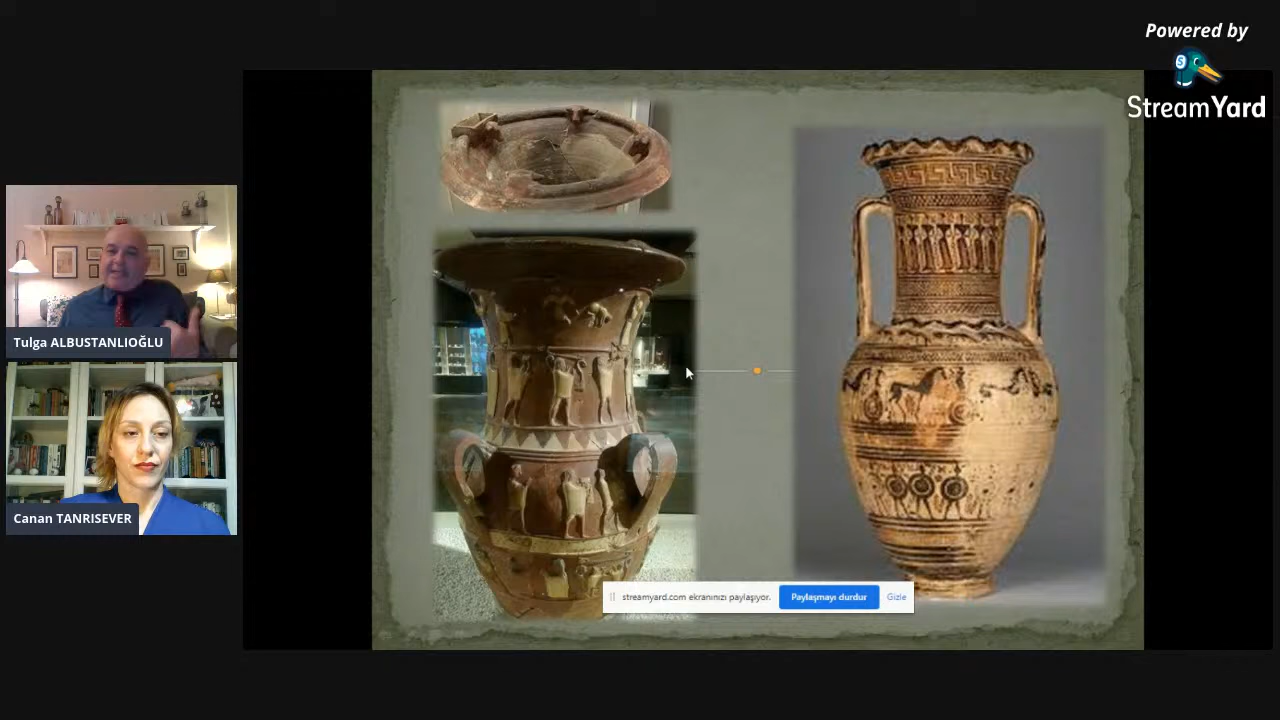 Powered by
StreamYard
Tulga ALBUSTANLIOĞLU
Canan TANRISEVER
streamyard.com ekranınızı paylaşıyor.
Paylaşmayı durdur
Gizle